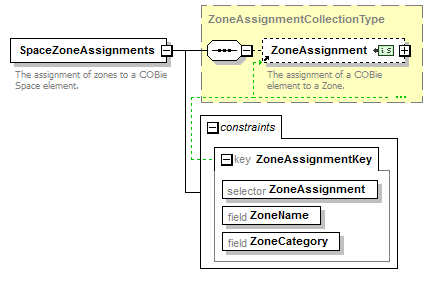 ZoneAssignmentCollectionType
SpaceZoneAssignments
The assignment of zones to a COBie
Space element.
ZoneAssignment
The assignment of a COBie
element to a Zone.
constraints
key ZoneAssignmentKey
selector ZoneAssignment
field ZoneName
field ZoneCategory